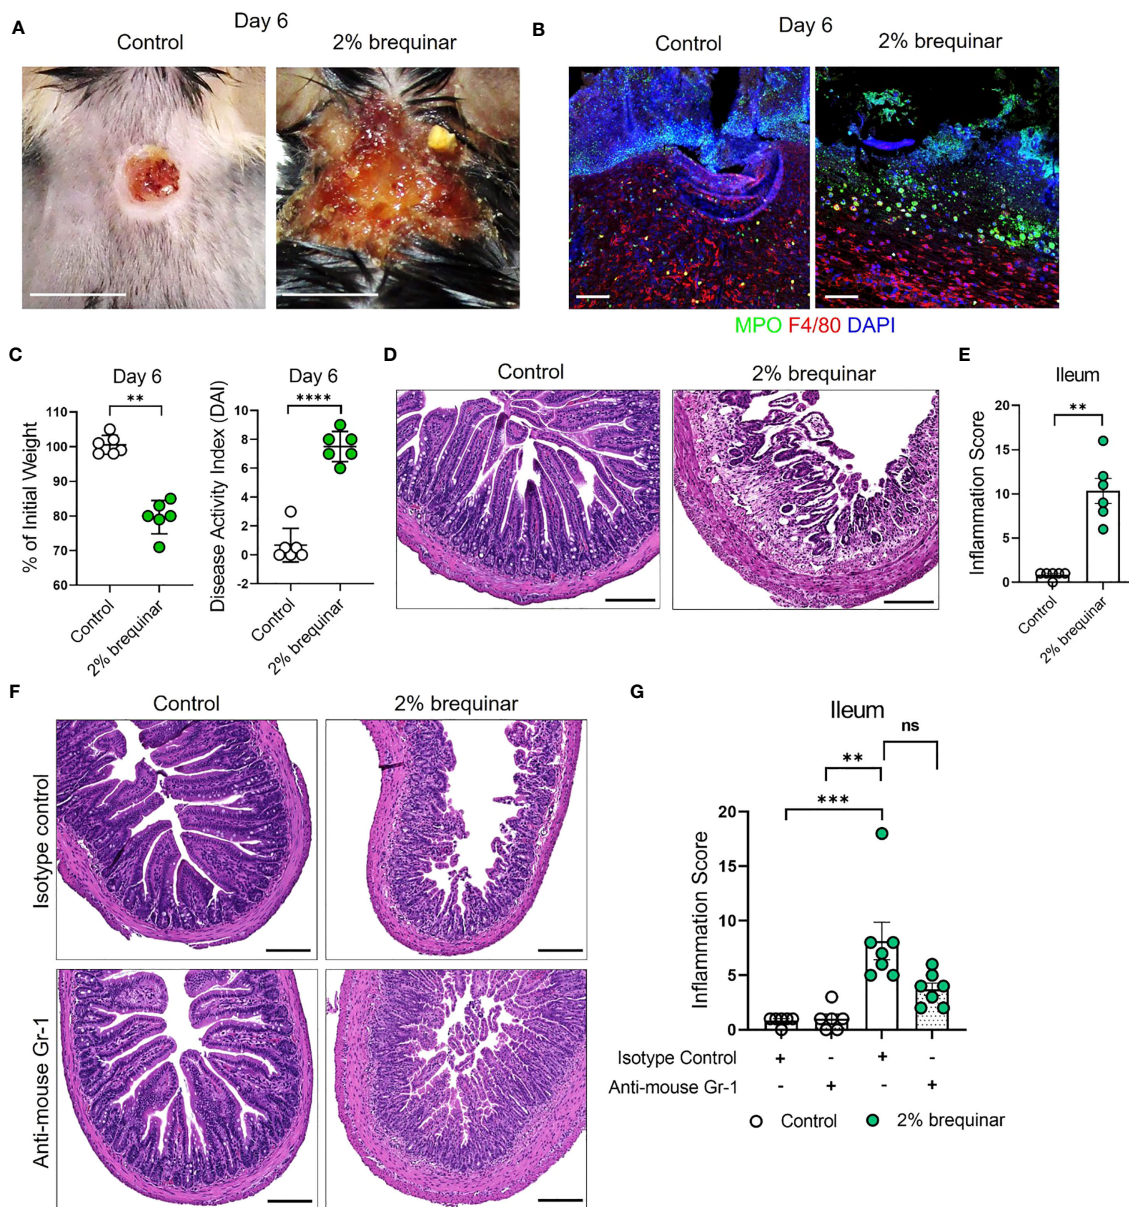 A
Day 6
Control
2% brequinar
B
Day 6
Control
2% brequinar
MPO F4/80 DAPI
C
Day 6
**
% of Initial Weight
110
100
90
80
70
60
Control
2% brequinar
Day 6
****
Disease Activity Index (DAI)
10
8
6
4
2
0
-2
Control
2% brequinar
D
Control
2% brequinar
E
Ileum
**
Inflammation Score
20
15
10
5
0
Control
2% brequinar
F
Control
2% brequinar
Isotype control
Anti-mouse Gr-1
G
Ileum
ns
**
***
Inflammation Score
20
15
10
5
0
Isotype Control + - + -
Anti-mouse Gr-1 - + - +
Control 2% brequinar